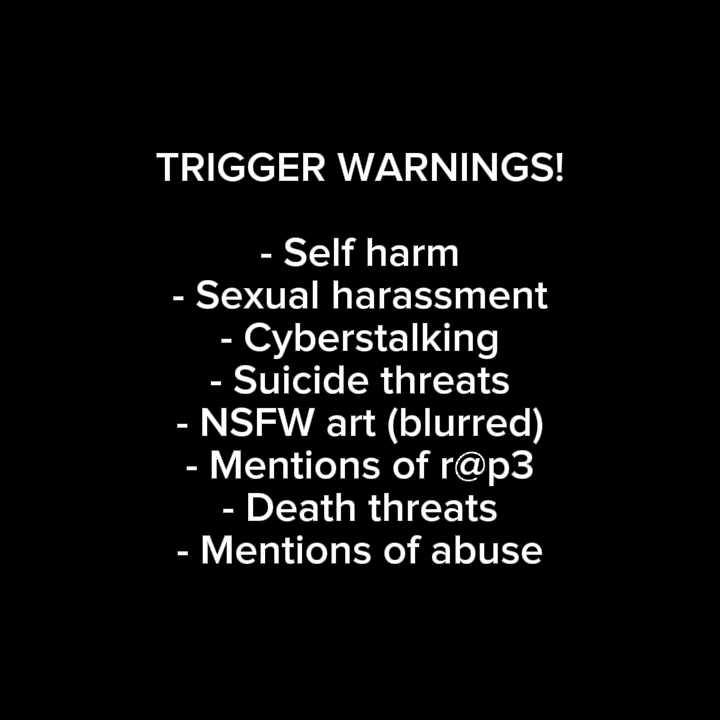 TRIGGER WARNINGS!
- Self harm
- Sexual harassment
- Cyberstalking
- Suicide threats
- NSFW art (blurred)
- Mentions of r@p3
- Death threats
- Mentions of abuse